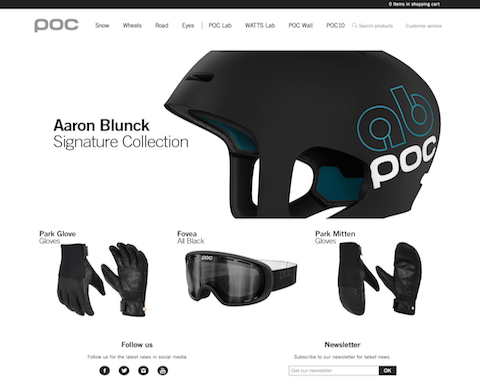 0 Items in shopping cart
POC Snow Wheels Road Eyes POC Lab WATTS Lab POC Wall POC10 Search products Customer service
Aaron Blunck
Signature Collection
ab
POC
Park Glove
Gloves
Fovea
All Black
POC
Park Mitten
Gloves
Follow us
Follow us for the latest news in social media
Newsletter
Subscribe to our newsletter for latest news.
Get our newsletter OK